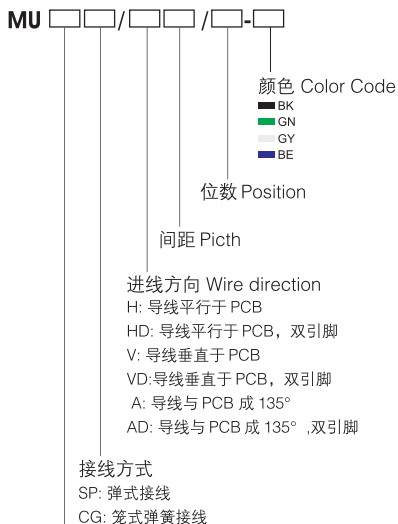 MU / / -
颜色 Color Code
BK
GN
GY
BE
位数 Position
间距 Picth
进线方向 Wire direction
H: 导线平行于 PCB
HD: 导线平行于 PCB，双引脚
V: 导线垂直于 PCB
VD:导线垂直于 PCB，双引脚
A: 导线与 PCB 成 135°
AD: 导线与 PCB 成 135° ,双引脚
接线方式
SP: 弹式接线
CG: 笼式弹簧接线